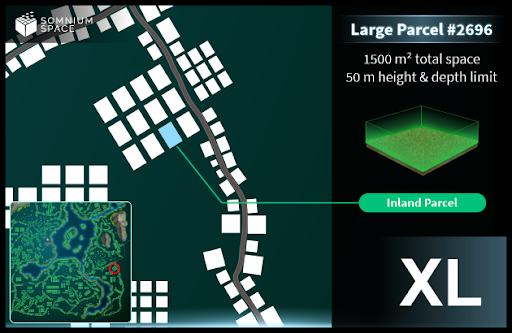 SOMNIUM
SPACE
Large Parcel #2696
1500 m² total space
50 m height & depth limit
Inland Parcel
XL